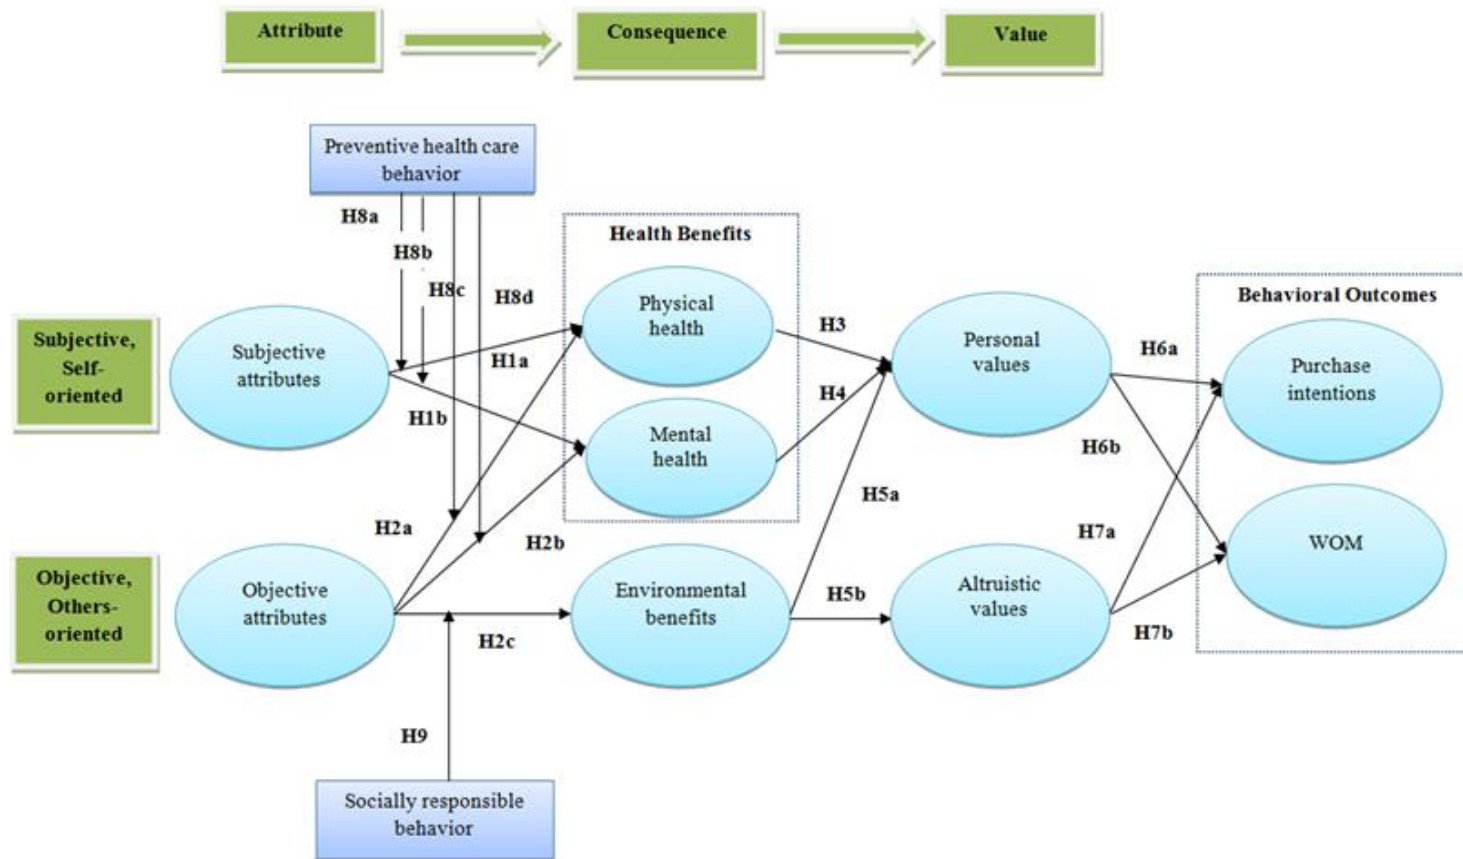 Attribute
Consequence
Value
Preventive health care
behavior
H8a
H8b
H8c
H8d
Health Benefits
Behavioral Outcomes
Subjective,
Self-
oriented
Subjective
attributes
Physical
health
Mental
health
H1a
H1b
H3
H4
Personal
values
H6a
H6b
Purchase
intentions
H2a
H2b
H5a
H7a
WOM
Objective,
Others-
oriented
Objective
attributes
H2c
Environmental
benefits
H5b
Altruistic
values
H7b
H9
Socially responsible
behavior